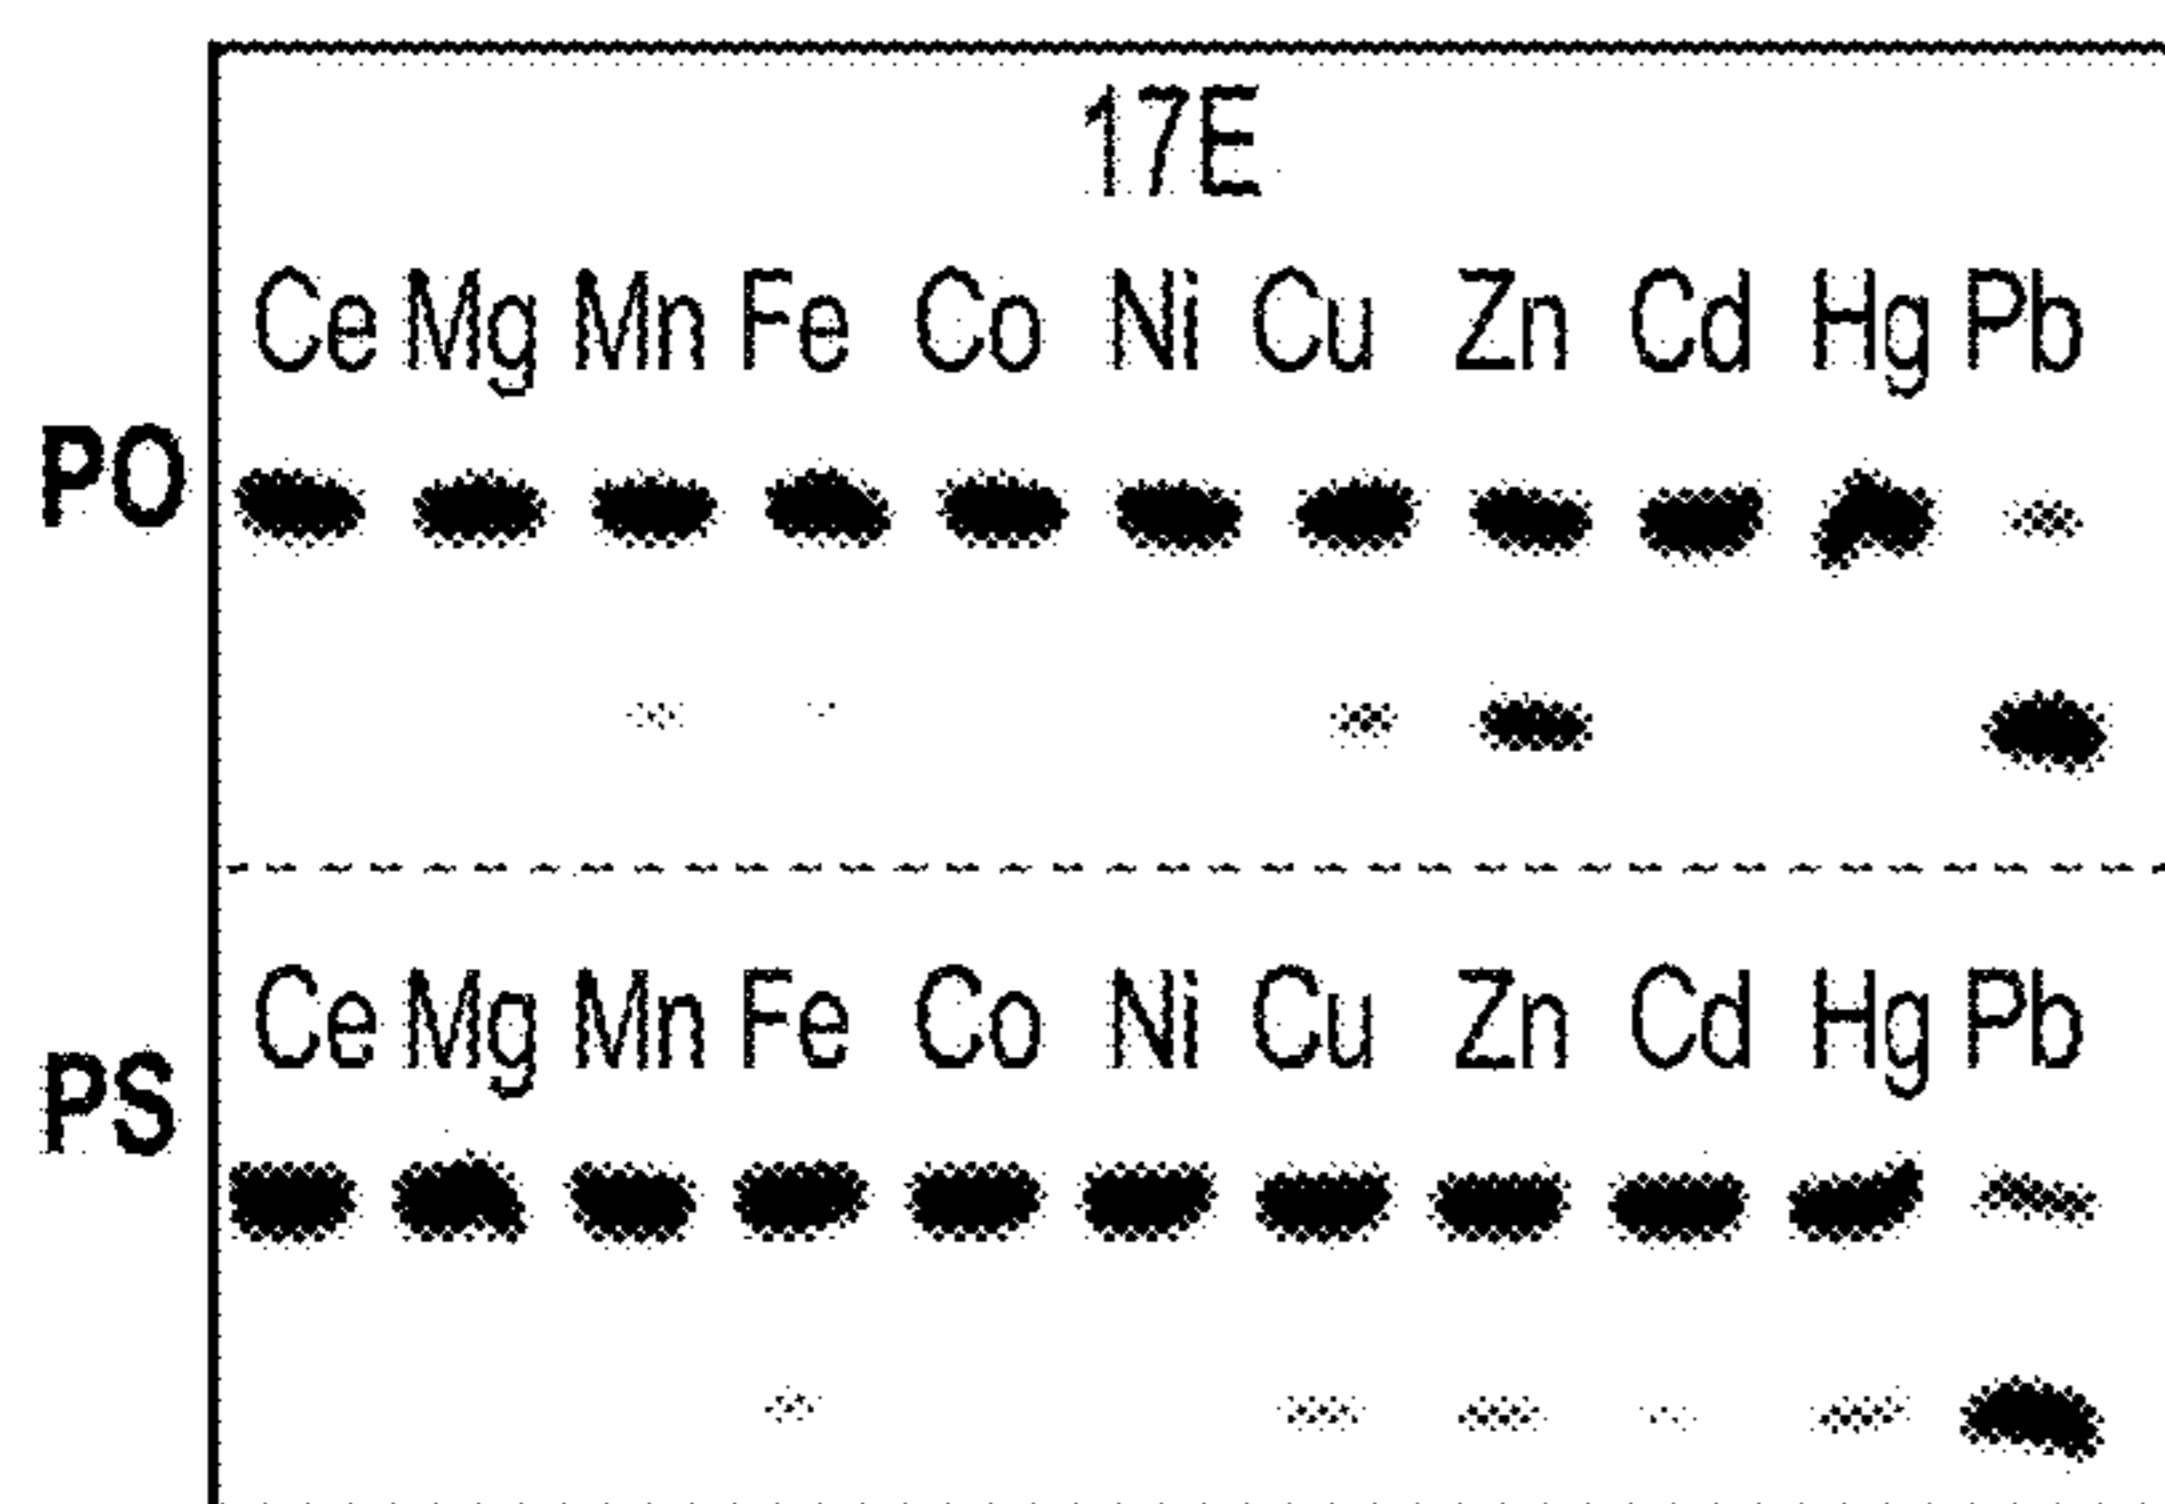 17E
Ce Mg Mn Fe Co Ni Cu Zn Cd Hg Pb
PO
Ce Mg Mn Fe Co Ni Cu Zn Cd Hg Pb
PS